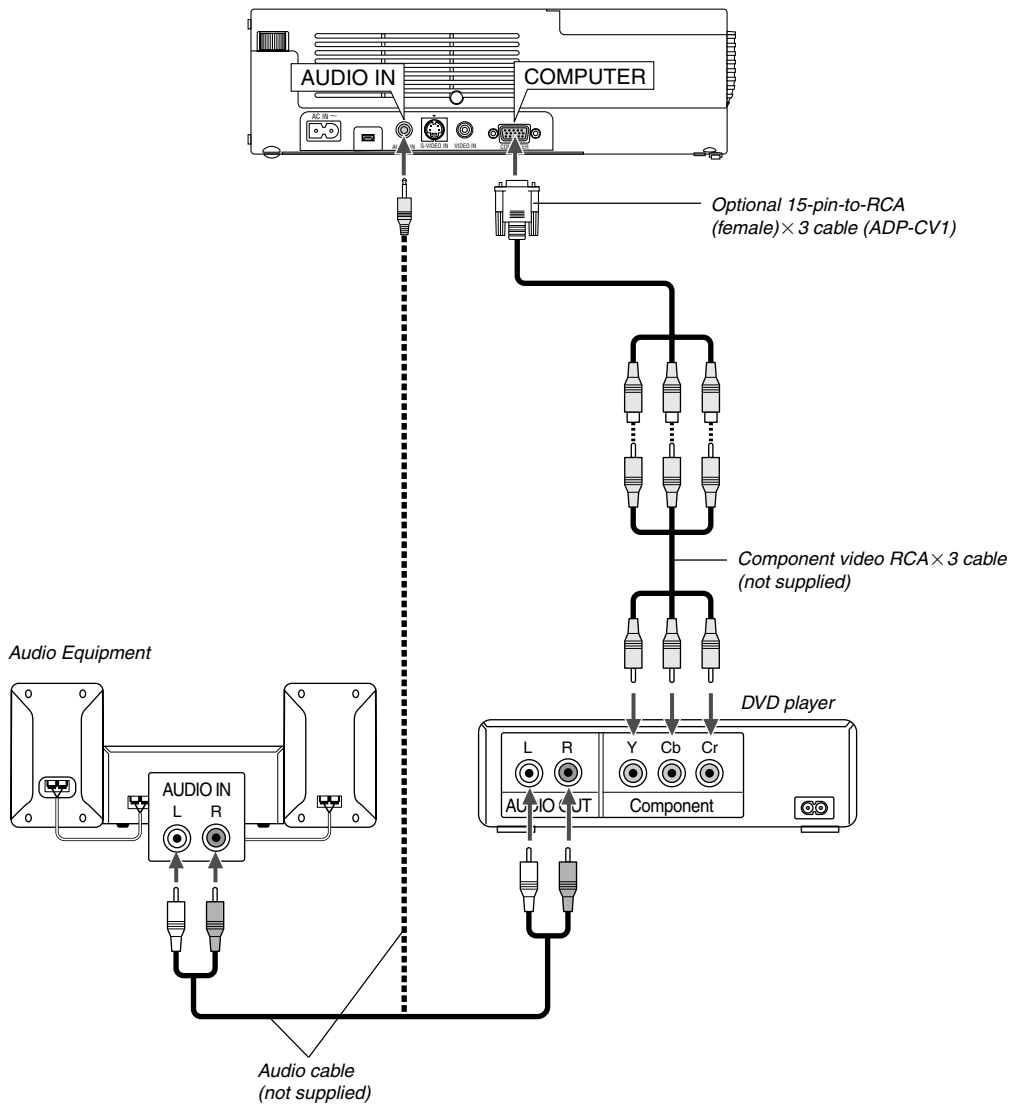 AUDIO IN
COMPUTER
AC IN
S-VIDEO IN
VIDEO IN
Optional 15-pin-to-RCA
(female)×3 cable (ADP-CV1)
Component video RCA×3 cable
(not supplied)
Audio Equipment
DVD player
L R Y Cb Cr
AUDIO OUT Component
AUDIO IN
L R
Audio cable
(not supplied)